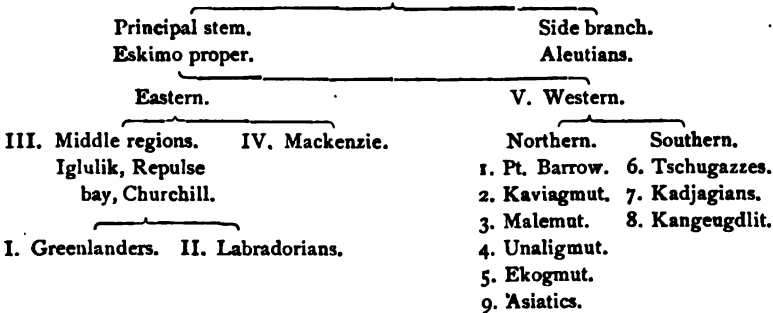 Principal stem. Side branch.
Eskimo proper. Aleutians.
Eastern. V. Western.
III. Middle regions. IV. Mackenzie. Northern. Southern.
Iglulik, Repulse 1. Pt. Barrow. 6. Tschugazzes.
bay, Churchill. 2. Kaviagmut. 7. Kadjagians.
3. Malemut. 8. Kangeugdlit.
I. Greenlanders. II. Labradorians. 4. Unaligmut.
5. Ekogmut.
9. Asiatics.